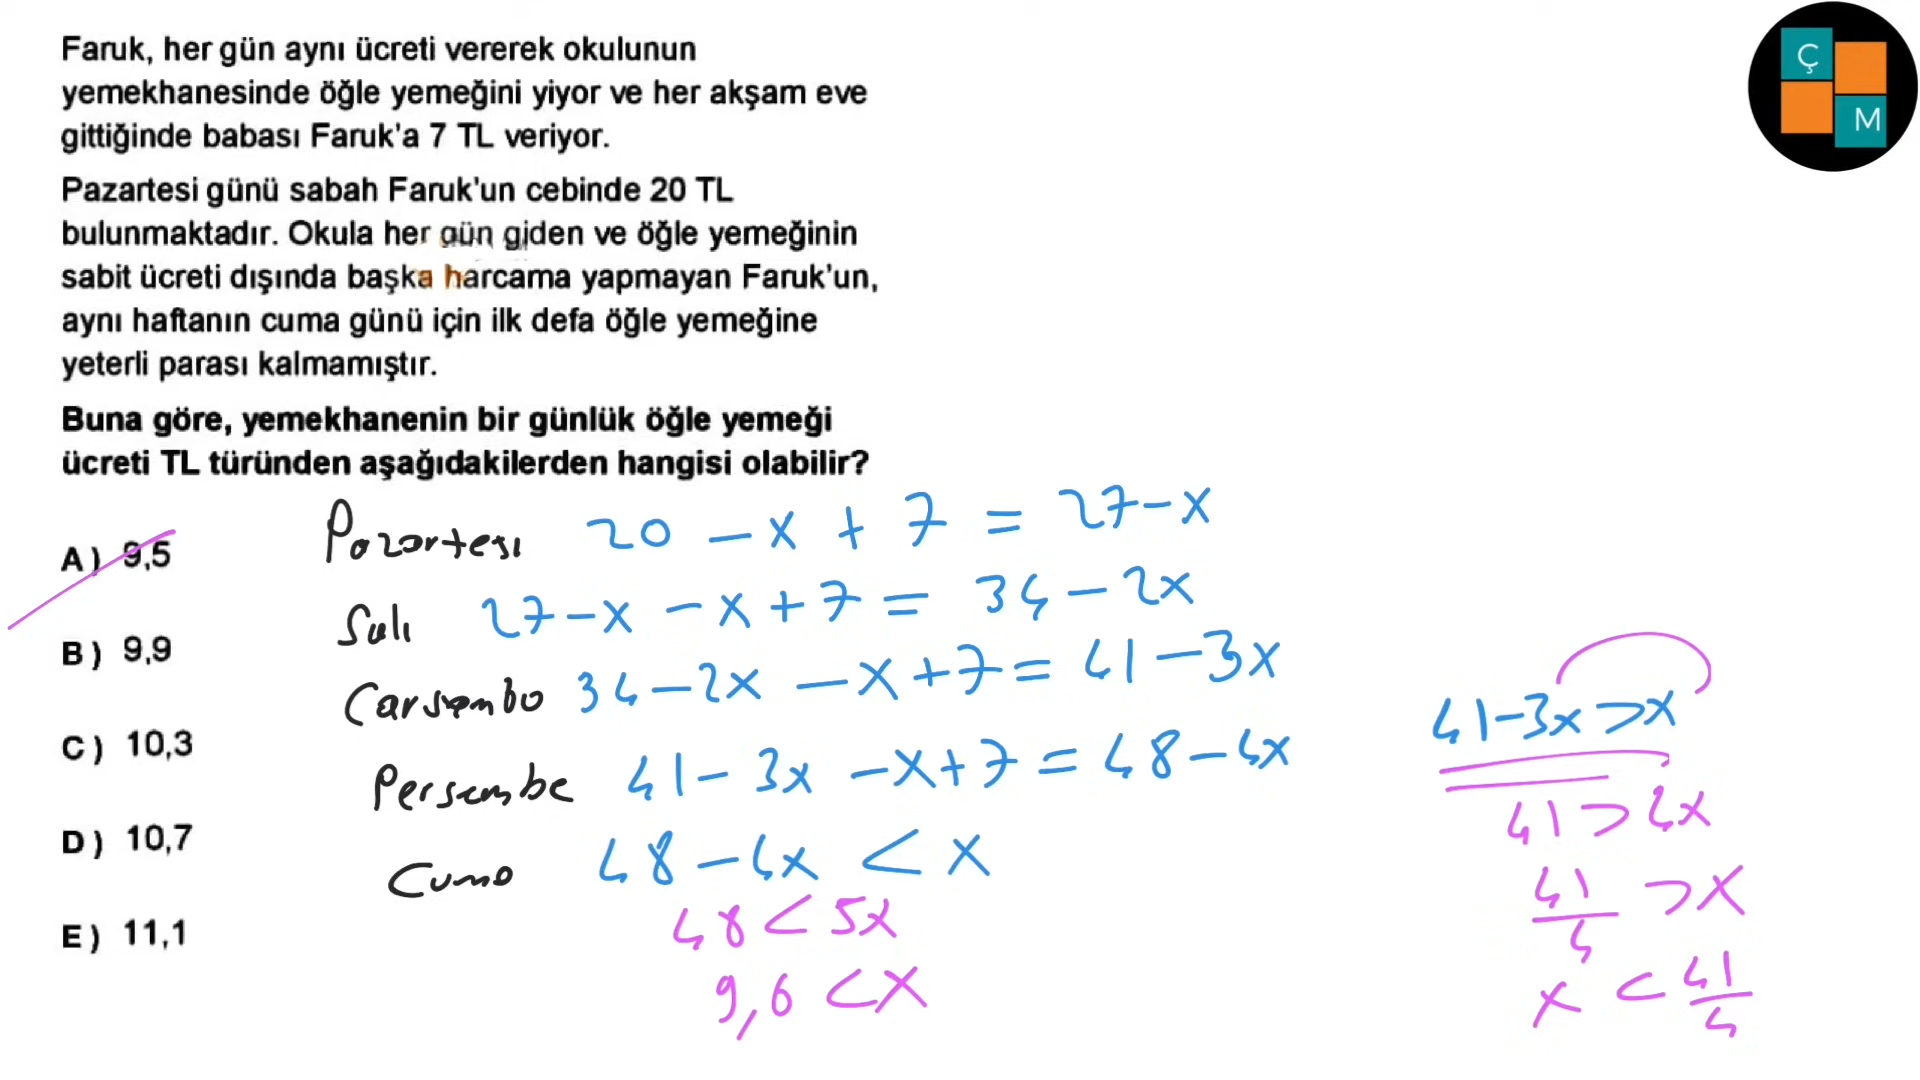 Ç
M
Faruk, her gün aynı ücreti vererek okulunun
yemekhanesinde öğle yemeğini yiyor ve her akşam eve
gittiğinde babası Faruk'a 7 TL veriyor.
Pazartesi günü sabah Faruk'un cebinde 20 TL
bulunmaktadır. Okula her gün giden ve öğle yemeğinin
sabit ücreti dışında başka harcama yapmayan Faruk'un,
aynı haftanın cuma günü için ilk defa öğle yemeğine
yeterli parası kalmamıştır.
Buna göre, yemekhanenin bir günlük öğle yemeği
ücreti TL türünden aşağıdakilerden hangisi olabilir?
A) 9,5
B) 9,9
C) 10,3
D) 10,7
E) 11,1
Pazartesi 20 - x + 7 = 27 - x
Salı 27 - x - x + 7 = 34 - 2x
Carsembo 34 - 2x - x + 7 = 41 - 3x
Persembe 41 - 3x - x + 7 = 48 - 4x
Cuma 48 - 4x < x
48 < 5x
9,6 < x
41 - 3x > x
41 > 4x
41/4 > x
x < 41/4